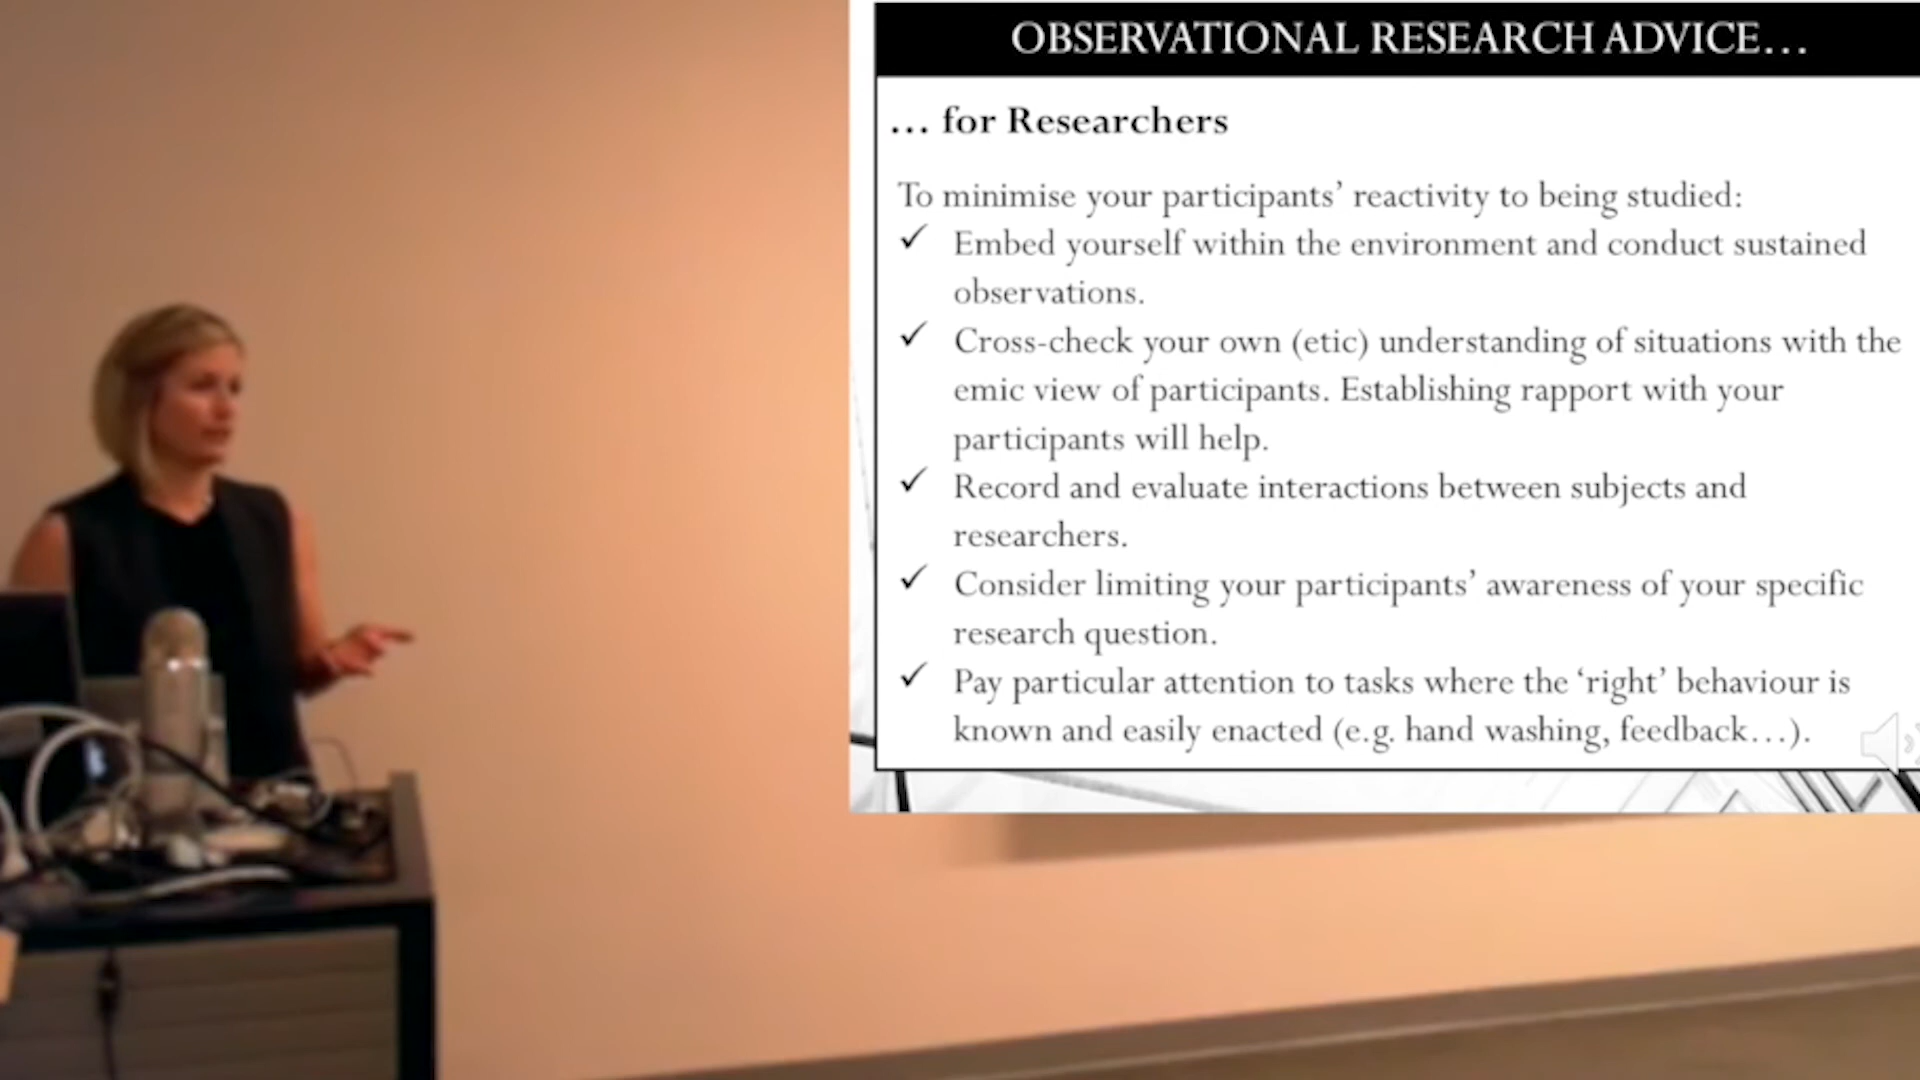 OBSERVATIONAL RESEARCH ADVICE...
... for Researchers
To minimise your participants’ reactivity to being studied:
✓ Embed yourself within the environment and conduct sustained
observations.
✓ Cross-check your own (etic) understanding of situations with the
emic view of participants. Establishing rapport with your
participants will help.
✓ Record and evaluate interactions between subjects and
researchers.
✓ Consider limiting your participants’ awareness of your specific
research question.
✓ Pay particular attention to tasks where the ‘right’ behaviour is
known and easily enacted (e.g. hand washing, feedback...).